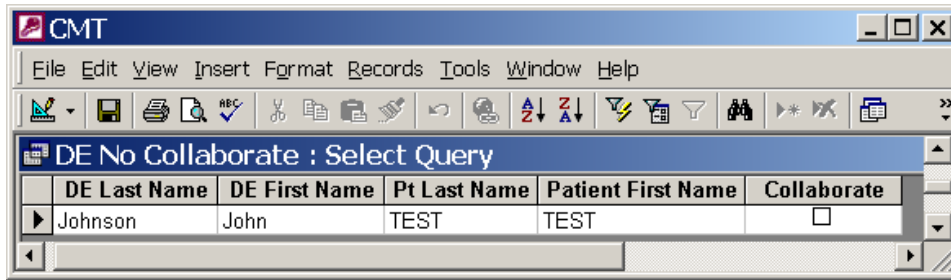 CMT
File Edit View Insert Format Records Tools Window Help
ABC A Z Z A
DE No Collaborate : Select Query
DE Last Name DE First Name Pt Last Name Patient First Name Collaborate
Johnson John TEST TEST